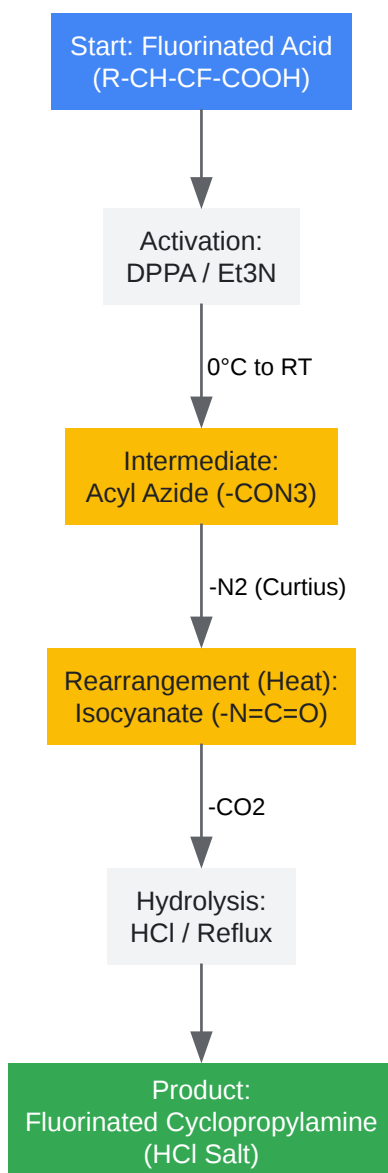 Start: Fluorinated Acid
(R-CH-CF-COOH)
Activation:
DPPA / Et3N
0°C to RT
Intermediate:
Acyl Azide (-CON3)
-N2 (Curtius)
Rearrangement (Heat):
Isocyanate (-N=C=O)
-CO2
Hydrolysis:
HCl / Reflux
Product:
Fluorinated Cyclopropylamine
(HCl Salt)